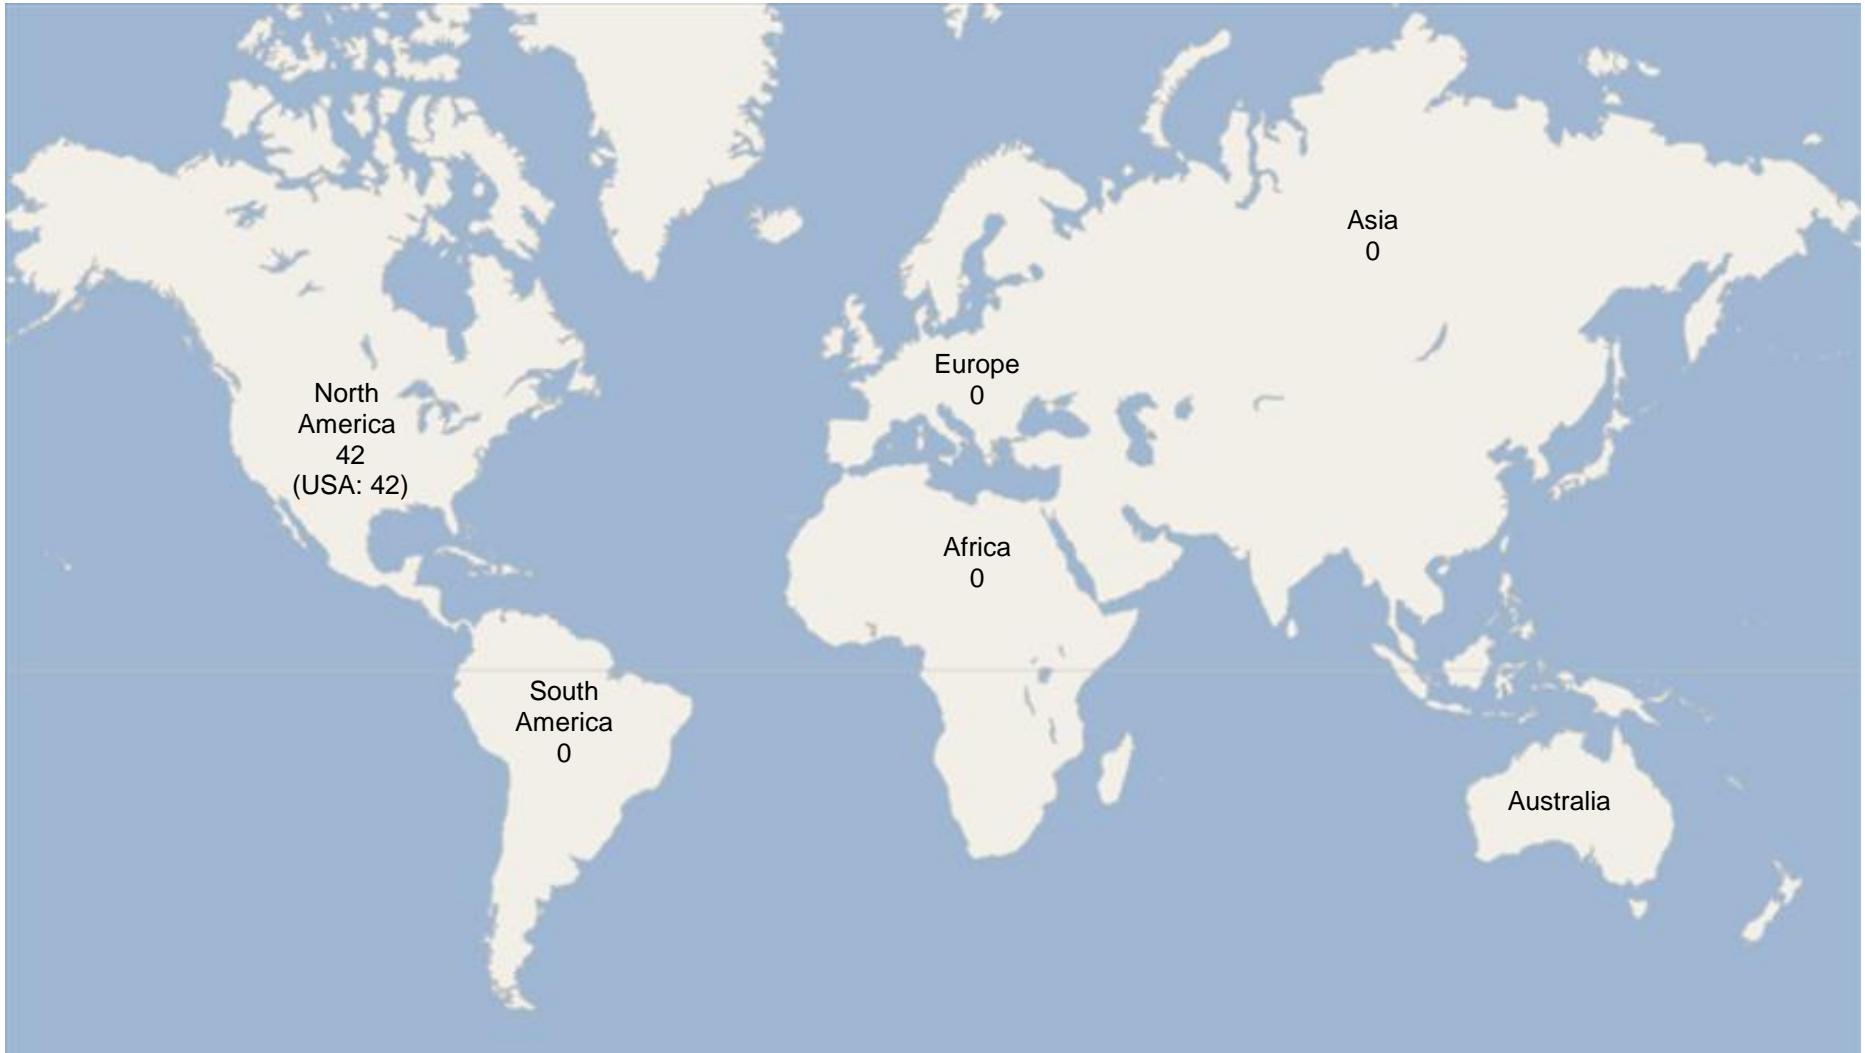 Asia
0
Europe
0
North
America
42
(USA: 42)
Africa
0
South
America
0
Australia